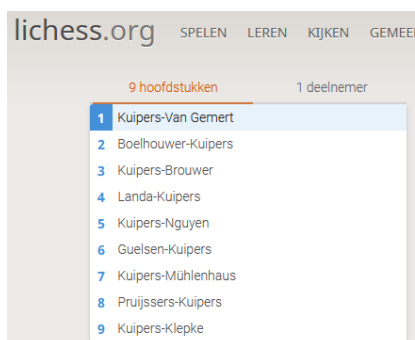 lichess.org SPELEN LEREN KIJKEN GEMEE
9 hoofdstukken 1 deelnemer
1 Kuipers-Van Gemert
2 Boelhouwer-Kuipers
3 Kuipers-Brouwer
4 Landa-Kuipers
5 Kuipers-Nguyen
6 Guelsen-Kuipers
7 Kuipers-Mühlenhaus
8 Pruijssers-Kuipers
9 Kuipers-Klepke